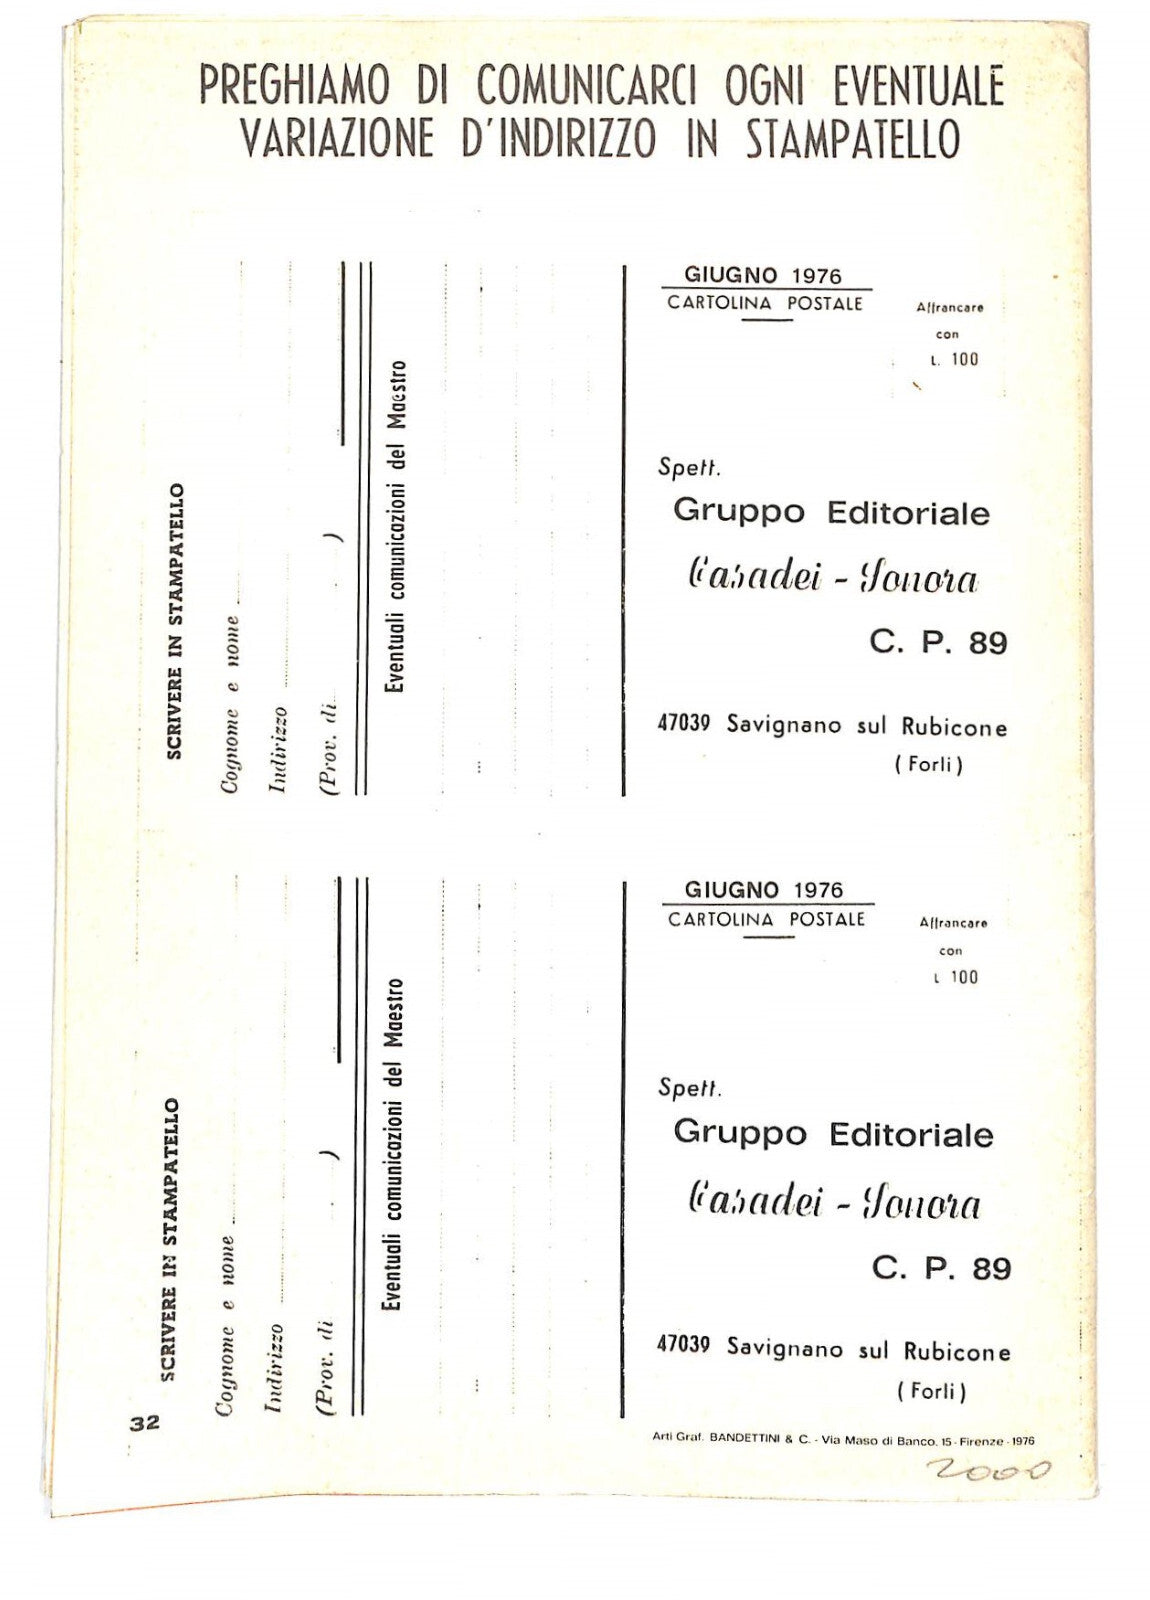 PREGHIAMO DI COMUNICARCI OGNI EVENTUALE
VARIAZIONE D'INDIRIZZO IN STAMPATELLO
SCRIVERE IN STAMPATELLO
Cognome e nome
Indirizzo
(Prov. di )
Eventuali comunicazioni del Maestro
GIUGNO 1976
CARTOLINA POSTALE
Affrancare
con
L. 100
Spett.
Gruppo Editoriale
Casadei - Sonora
C. P. 89
47039 Savignano sul Rubicone
(Forli)
SCRIVERE IN STAMPATELLO
Cognome e nome
Indirizzo
(Prov. di )
Eventuali comunicazioni del Maestro
GIUGNO 1976
CARTOLINA POSTALE
Affrancare
con
L 100
Spett.
Gruppo Editoriale
Casadei - Sonora
C. P. 89
47039 Savignano sul Rubicone
(Forli)
32
Arti Graf. BANDETTINI & C. - Via Maso di Banco, 15 - Firenze - 1976
2000